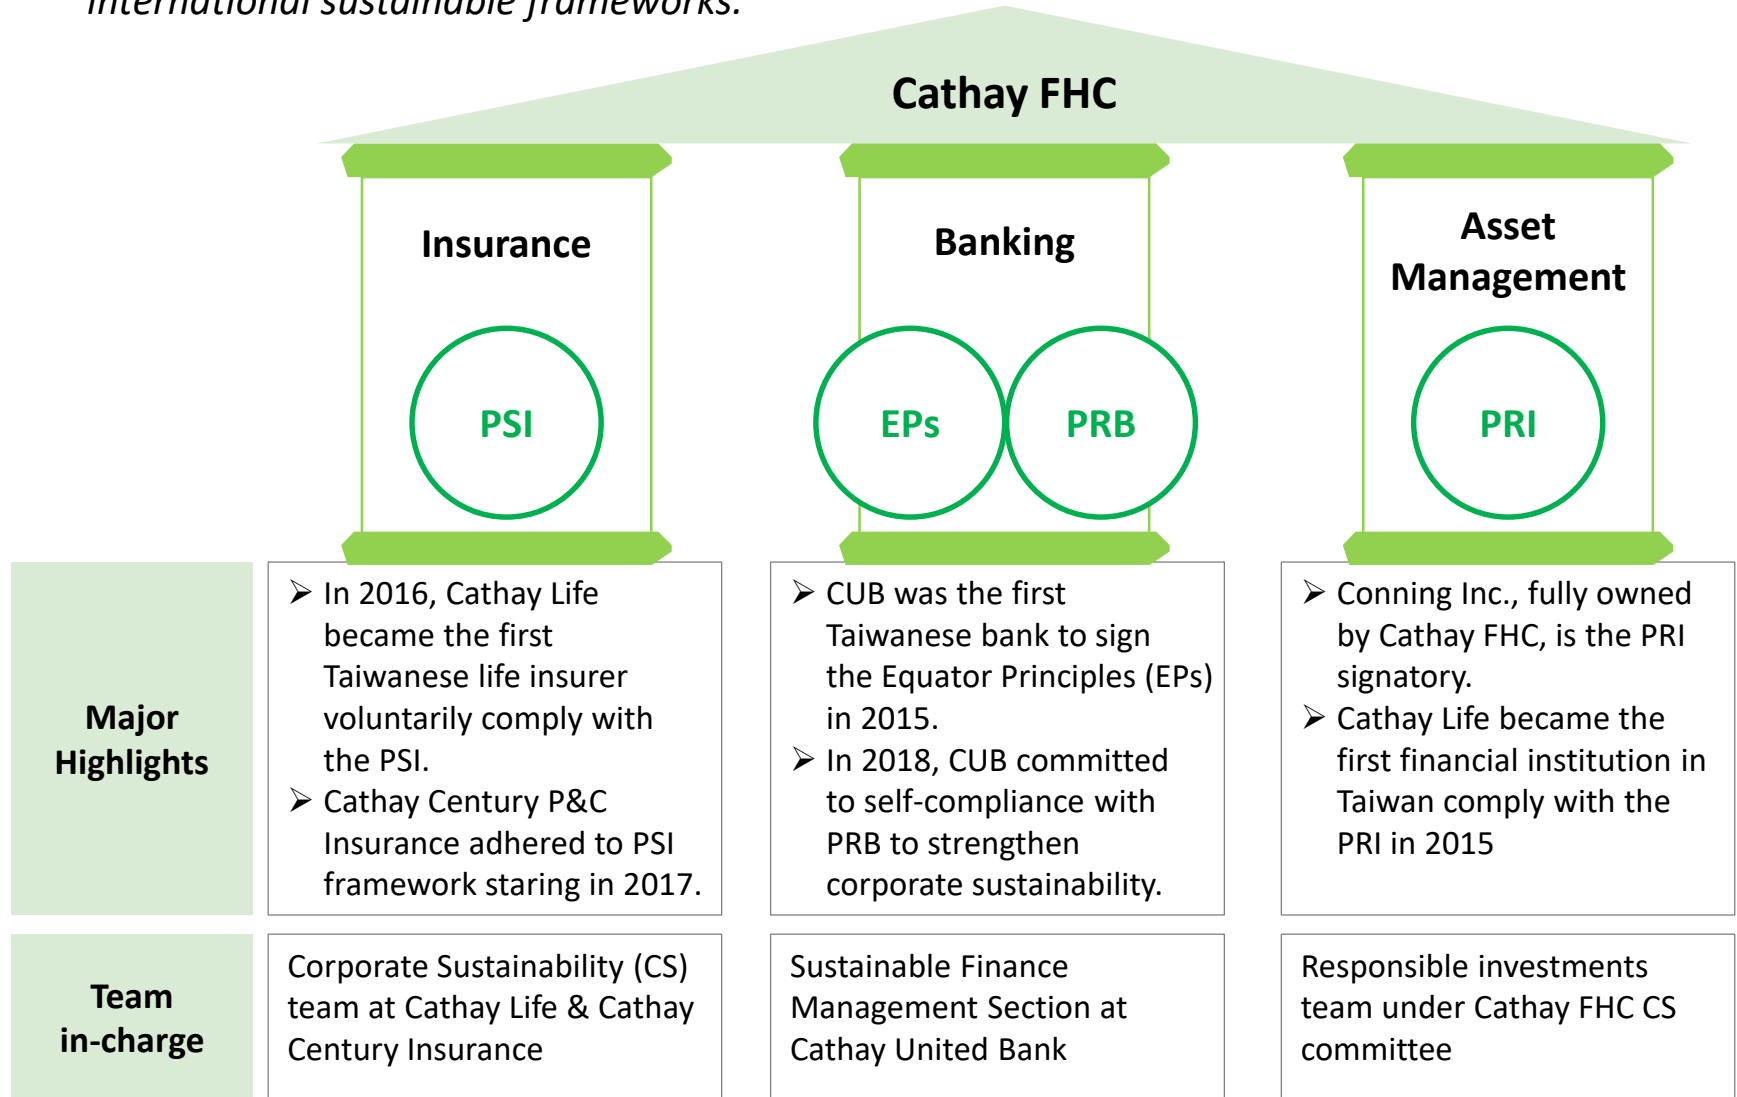 international sustainable frameworks.
Cathay FHC
Insurance
Banking
Asset
Management
PSI
EPs
PRB
PRI
Major
Highlights
➢ In 2016, Cathay Life
became the first
Taiwanese life insurer
voluntarily comply with
the PSI.
➢ Cathay Century P&C
Insurance adhered to PSI
framework staring in 2017.
➢ CUB was the first
Taiwanese bank to sign
the Equator Principles (EPs)
in 2015.
➢ In 2018, CUB committed
to self-compliance with
PRB to strengthen
corporate sustainability.
➢ Conning Inc., fully owned
by Cathay FHC, is the PRI
signatory.
➢ Cathay Life became the
first financial institution in
Taiwan comply with the
PRI in 2015
Team
in-charge
Corporate Sustainability (CS)
team at Cathay Life & Cathay
Century Insurance
Sustainable Finance
Management Section at
Cathay United Bank
Responsible investments
team under Cathay FHC CS
committee